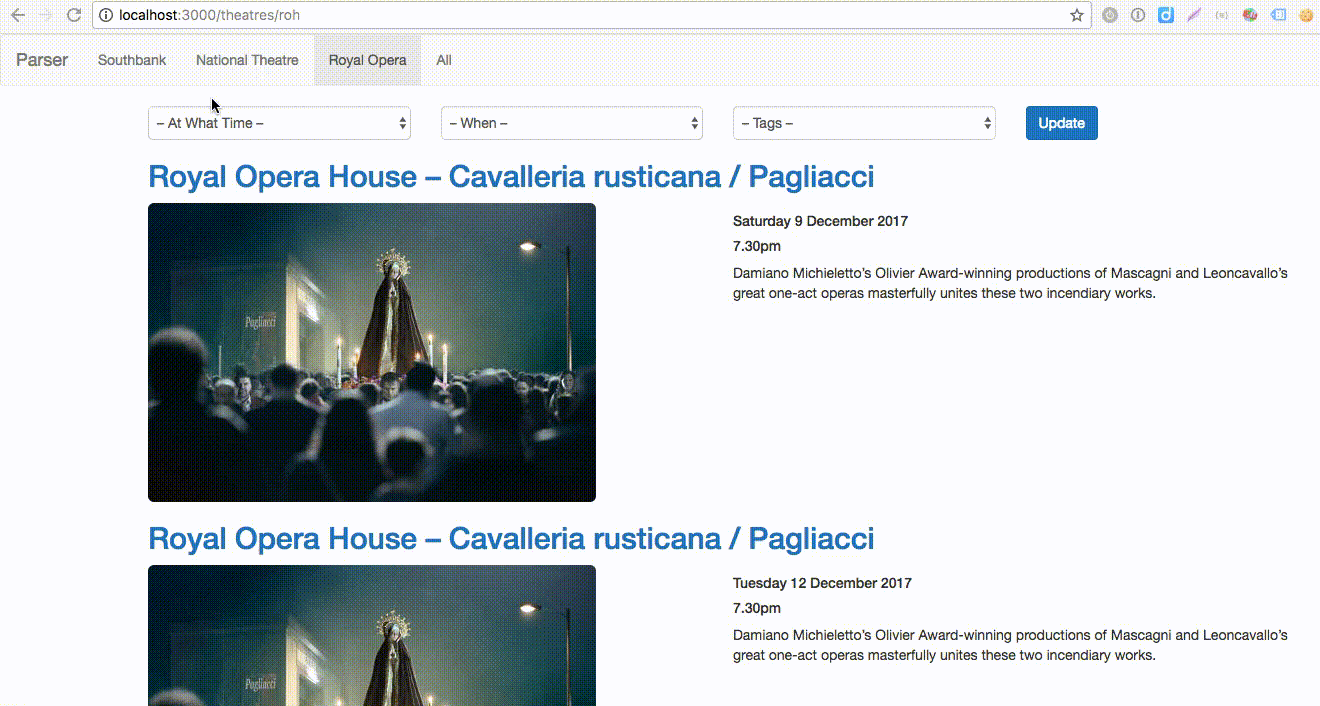 localhost:3000/theatres/roh
Parser Southbank National Theatre Royal Opera All
– At What Time – – When – – Tags – Update
Royal Opera House – Cavalleria rusticana / Pagliacci
Saturday 9 December 2017
7.30pm
Damiano Michieletto's Olivier Award-winning productions of Mascagni and Leoncavallo's
great one-act operas masterfully unites these two incendiary works.
Pagliacci
Royal Opera House – Cavalleria rusticana / Pagliacci
Tuesday 12 December 2017
7.30pm
Damiano Michieletto's Olivier Award-winning productions of Mascagni and Leoncavallo's
great one-act operas masterfully unites these two incendiary works.
Pagliacci